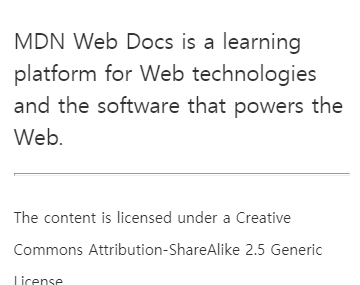 MDN Web Docs is a learning
platform for Web technologies
and the software that powers the
Web.
The content is licensed under a Creative
Commons Attribution-ShareAlike 2.5 Generic
License